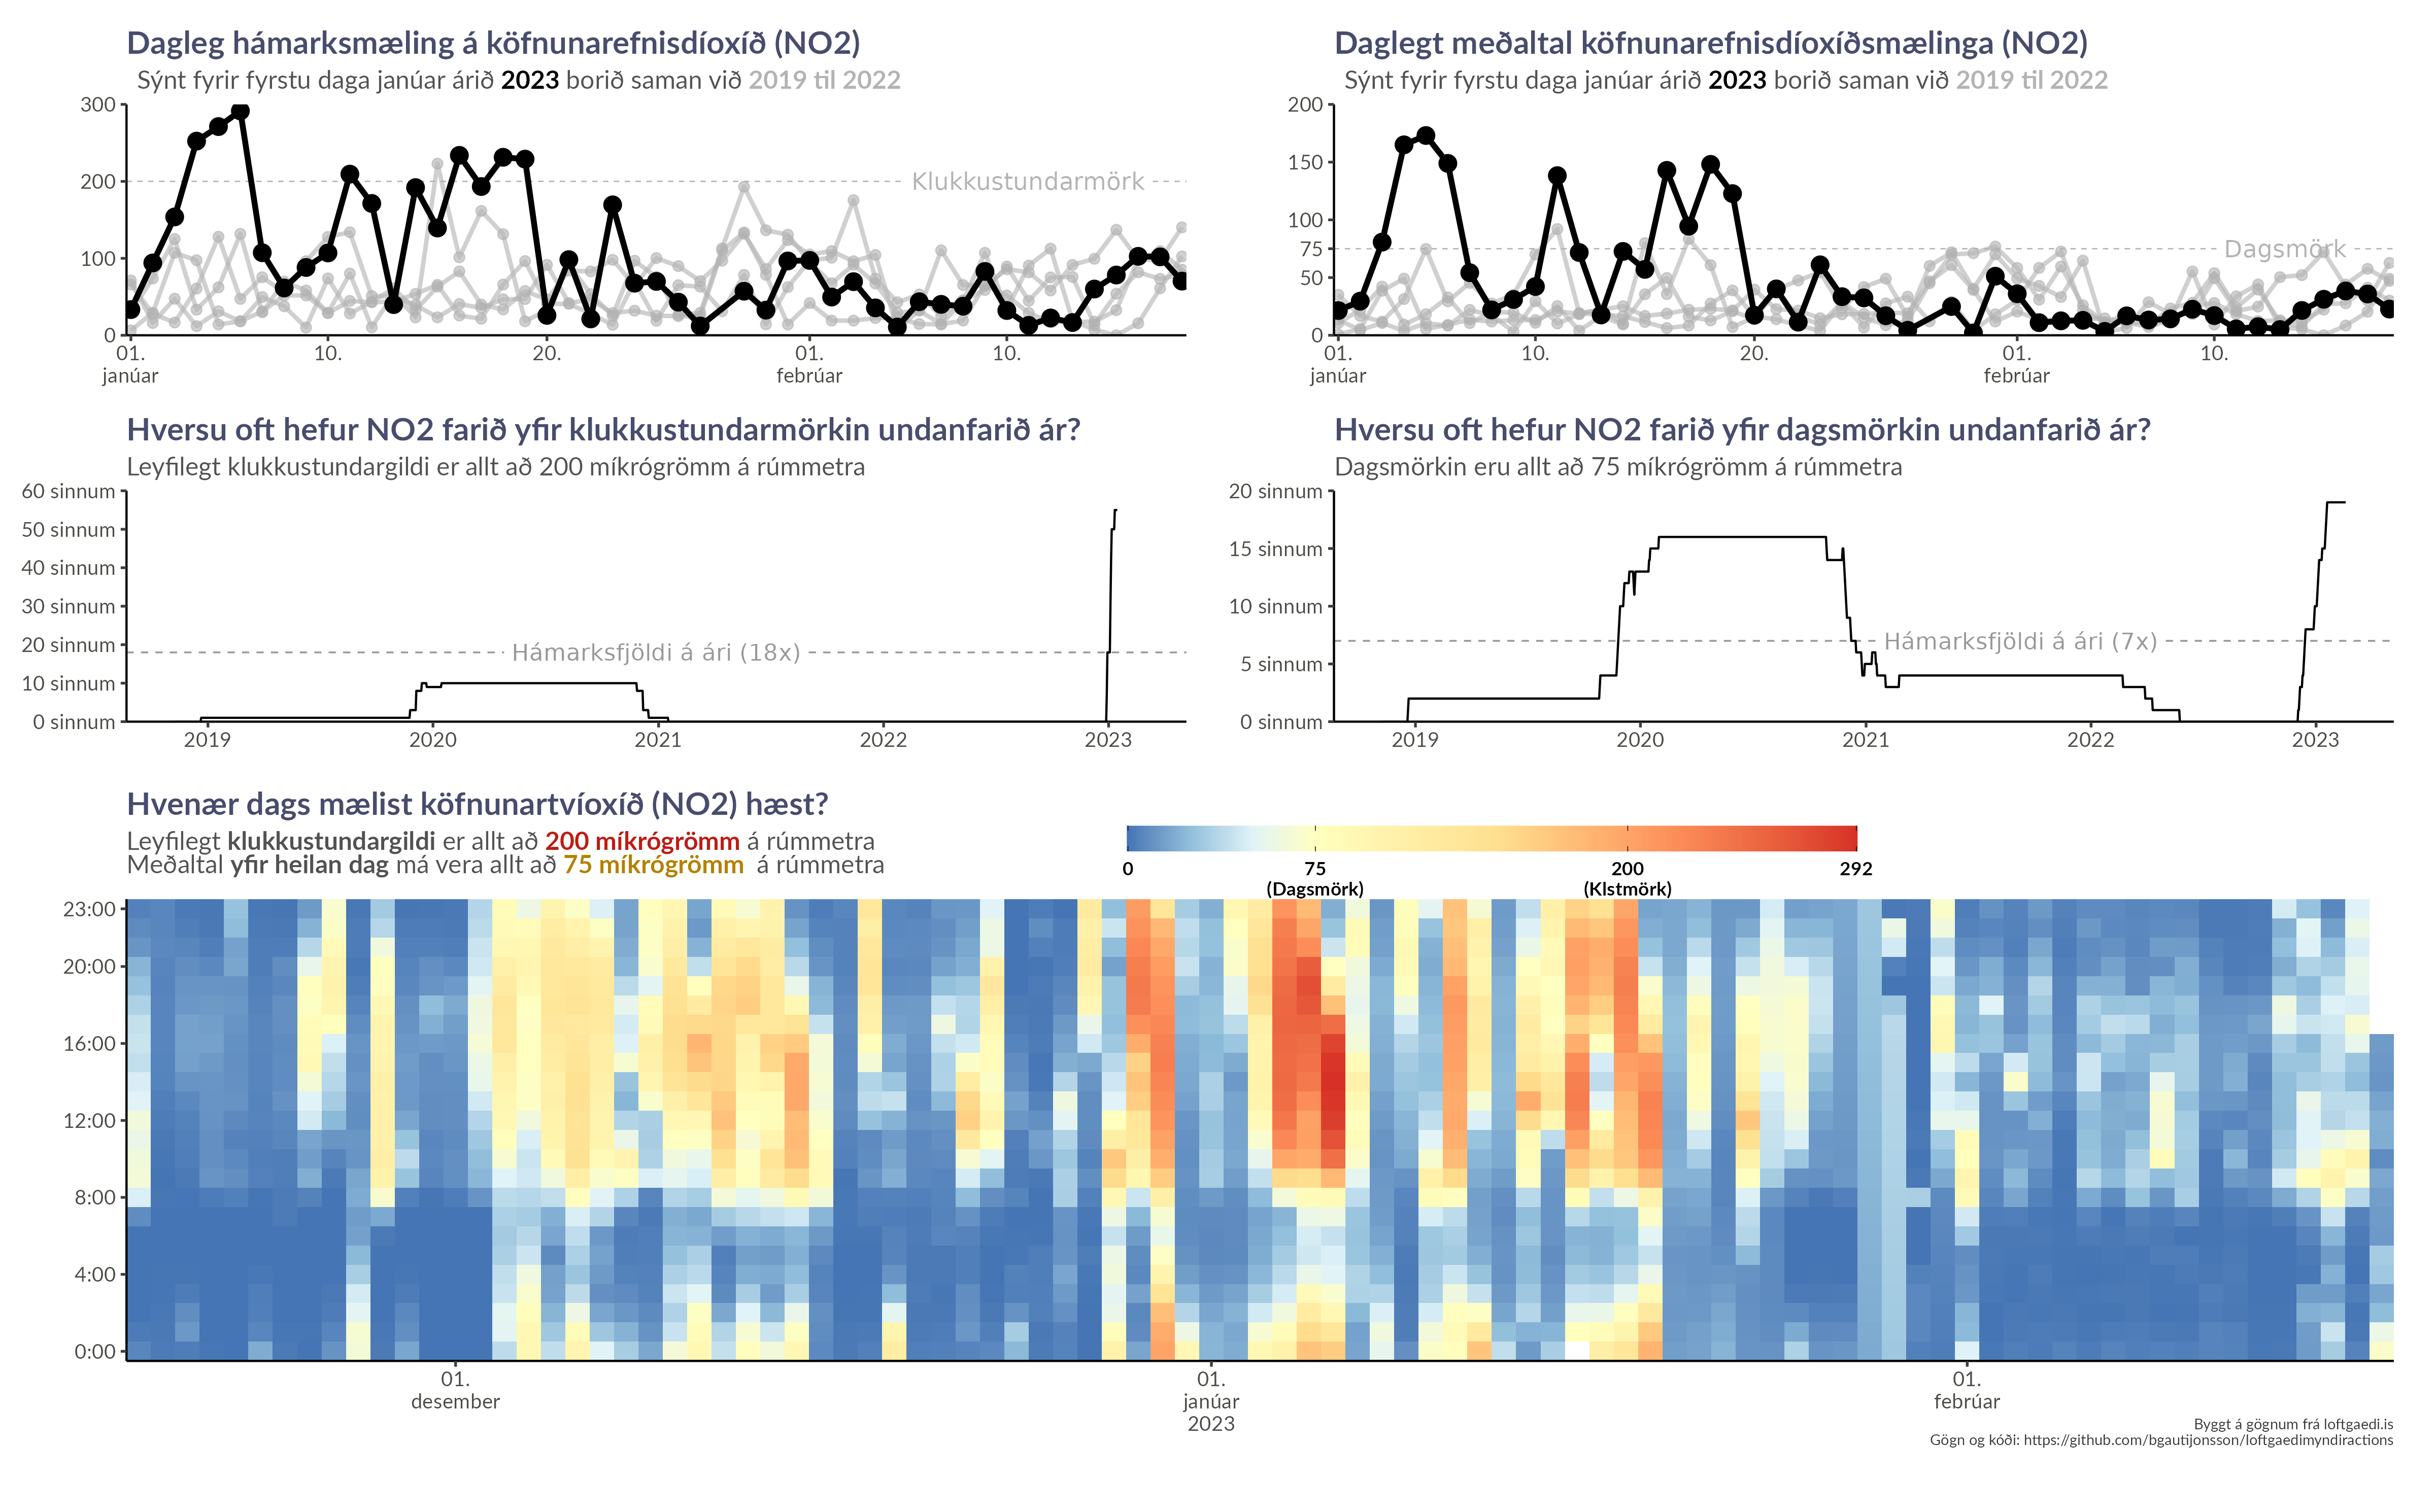 Dagleg hámarksmæling á köfnunarefnisdíoxíð (NO2)
Sýnt fyrir fyrstu daga janúar árið 2023 borið saman við 2019 til 2022
300
200
100
0
Klukkustundarmörk
01.
janúar
10.
20.
01.
febrúar
10.
Daglegt meðaltal köfnunarefnisdíoxíðsmælinga (NO2)
Sýnt fyrir fyrstu daga janúar árið 2023 borið saman við 2019 til 2022
200
150
100
75
50
0
Dagsmörk
01.
janúar
10.
20.
01.
febrúar
10.
Hversu oft hefur NO2 farið yfir klukkustundarmörkin undanfarið ár?
Leyfilegt klukkustundargildi er allt að 200 míkrógrömm á rúmmetra
60 sinnum
50 sinnum
40 sinnum
30 sinnum
20 sinnum
10 sinnum
0 sinnum
Hámarksfjöldi á ári (18x)
2019
2020
2021
2022
2023
Hversu oft hefur NO2 farið yfir dagsmörkin undanfarið ár?
Dagsmörkin eru allt að 75 míkrógrömm á rúmmetra
20 sinnum
15 sinnum
10 sinnum
5 sinnum
0 sinnum
Hámarksfjöldi á ári (7x)
2019
2020
2021
2022
2023
Hvenær dags mælist köfnunartvíoxíð (NO2) hæst?
Leyfilegt klukkustundargildi er allt að 200 míkrógrömm á rúmmetra
Meðaltal yfir heilan dag má vera allt að 75 míkrógrömm á rúmmetra
0
75
(Dagsmörk)
200
(Klstmörk)
292
23:00
20:00
16:00
12:00
8:00
4:00
0:00
01.
desember
01.
janúar
2023
01.
febrúar
Byggt á gögnum frá loftgaedi.is
Gögn og kóði: https://github.com/bgautijonsson/loftgaedimyndiractions